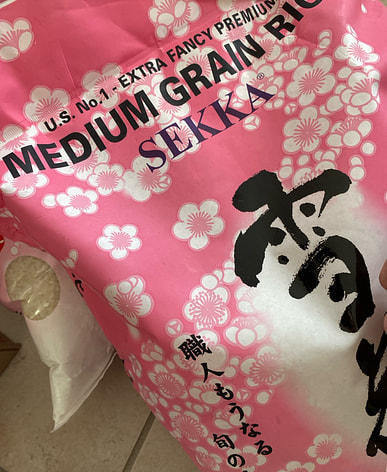 U.S. No.1 - EXTRA FANCY PREMIUM
MEDIUM GRAIN RIC
SEKKA®
雪
職人もうなる
旬の